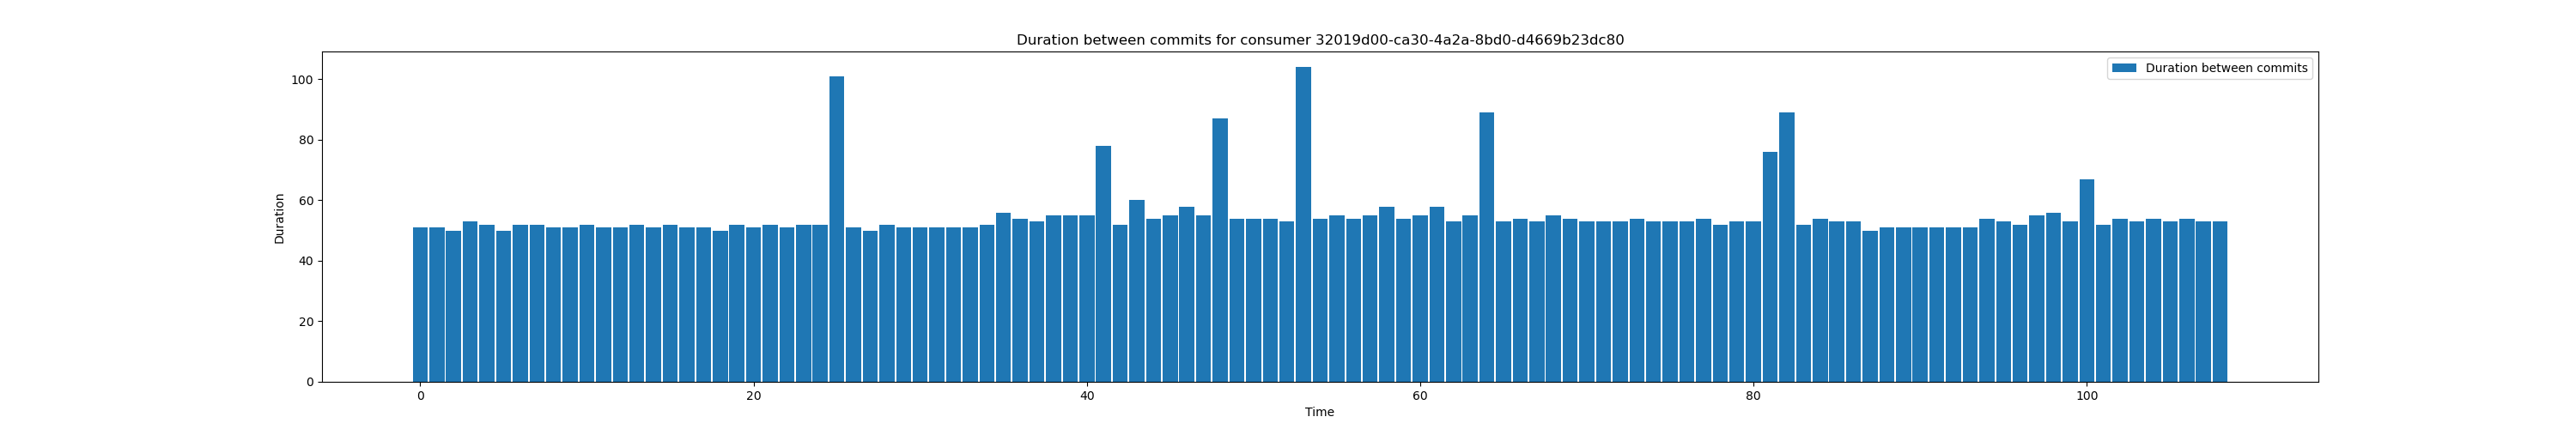 Duration between commits for consumer 32019d00-ca30-4a2a-8bd0-d4669b23dc80
Duration between commits
100
80
60
40
20
0
Duration
0 20 40 60 80 100
Time